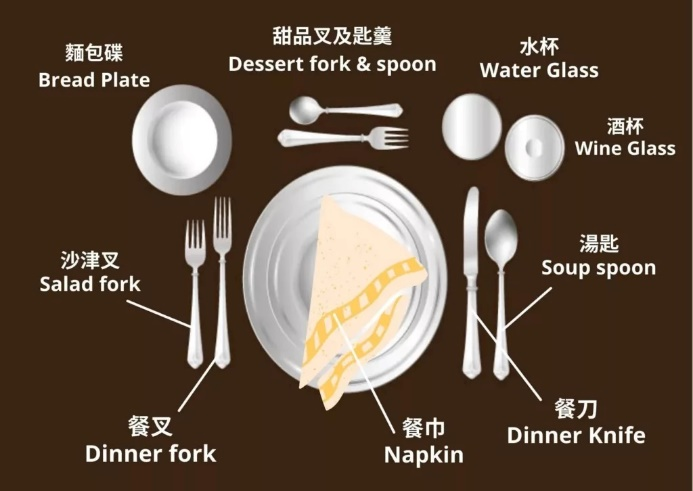 麵包碟
Bread Plate
甜品叉及匙羹
Dessert fork & spoon
水杯
Water Glass
酒杯
Wine Glass
沙津叉
Salad fork
湯匙
Soup spoon
餐叉
Dinner fork
餐巾
Napkin
餐刀
Dinner Knife